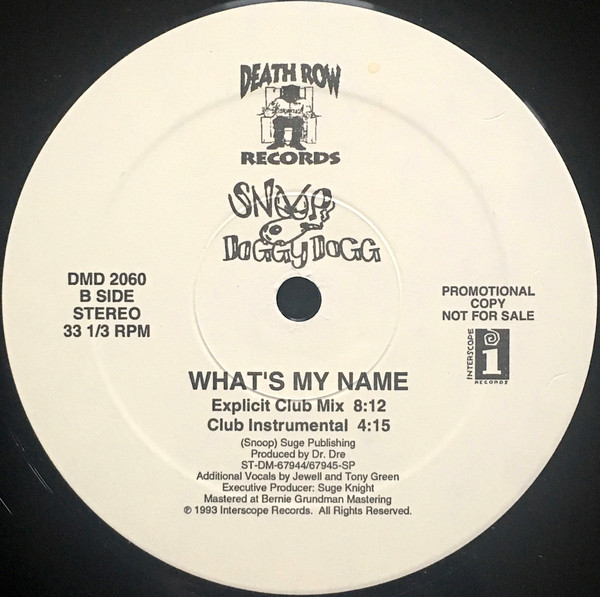 DEATH ROW
RECORDS
SNOOP
DOGGY DOGG
DMD 2060
B SIDE
STEREO
33 1/3 RPM
PROMOTIONAL
COPY
NOT FOR SALE
INTERSCOPE
RECORDS
WHAT'S MY NAME
Explicit Club Mix 8:12
Club Instrumental 4:15
(Snoop) Suge Publishing
Produced by Dr. Dre
ST-DM-67944/67945-SP
Additional Vocals by Jewell and Tony Green
Executive Producer: Suge Knight
Mastered at Bernie Grundman Mastering
℗ 1993 Interscope Records. All Rights Reserved.